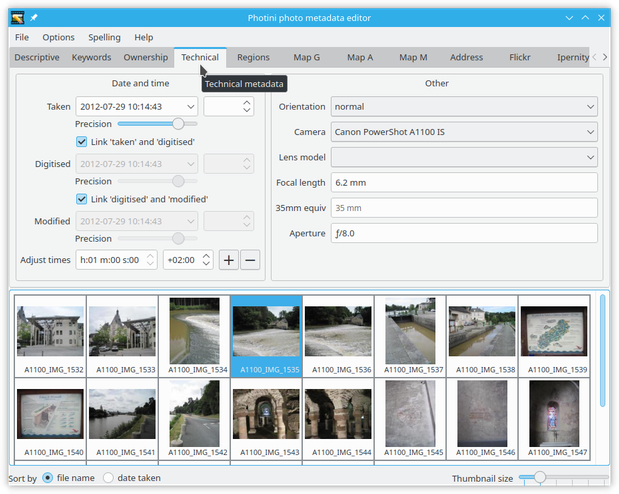 Photini photo metadata editor
File Options Spelling Help
Descriptive Keywords Ownership Technical Regions Map G Map A Map M Address Flickr Ipernity
Technical metadata
Date and time
Taken 2012-07-29 10:14:43
Precision
Link 'taken' and 'digitised'
Digitised 2012-07-29 10:14:43
Precision
Link 'digitised' and 'modified'
Modified 2012-07-29 10:14:43
Precision
Adjust times h:01 m:00 s:00 +02:00 + −
Other
Orientation normal
Camera Canon PowerShot A1100 IS
Lens model
Focal length 6.2 mm
35mm equiv 35 mm
Aperture ƒ/8.0
A1100_IMG_1532 A1100_IMG_1533 A1100_IMG_1534 A1100_IMG_1535 A1100_IMG_1536 A1100_IMG_1537 A1100_IMG_1538 A1100_IMG_1539
A1100_IMG_1540 A1100_IMG_1541 A1100_IMG_1542 A1100_IMG_1543 A1100_IMG_1544 A1100_IMG_1545 A1100_IMG_1546 A1100_IMG_1547
Sort by file name date taken Thumbnail size